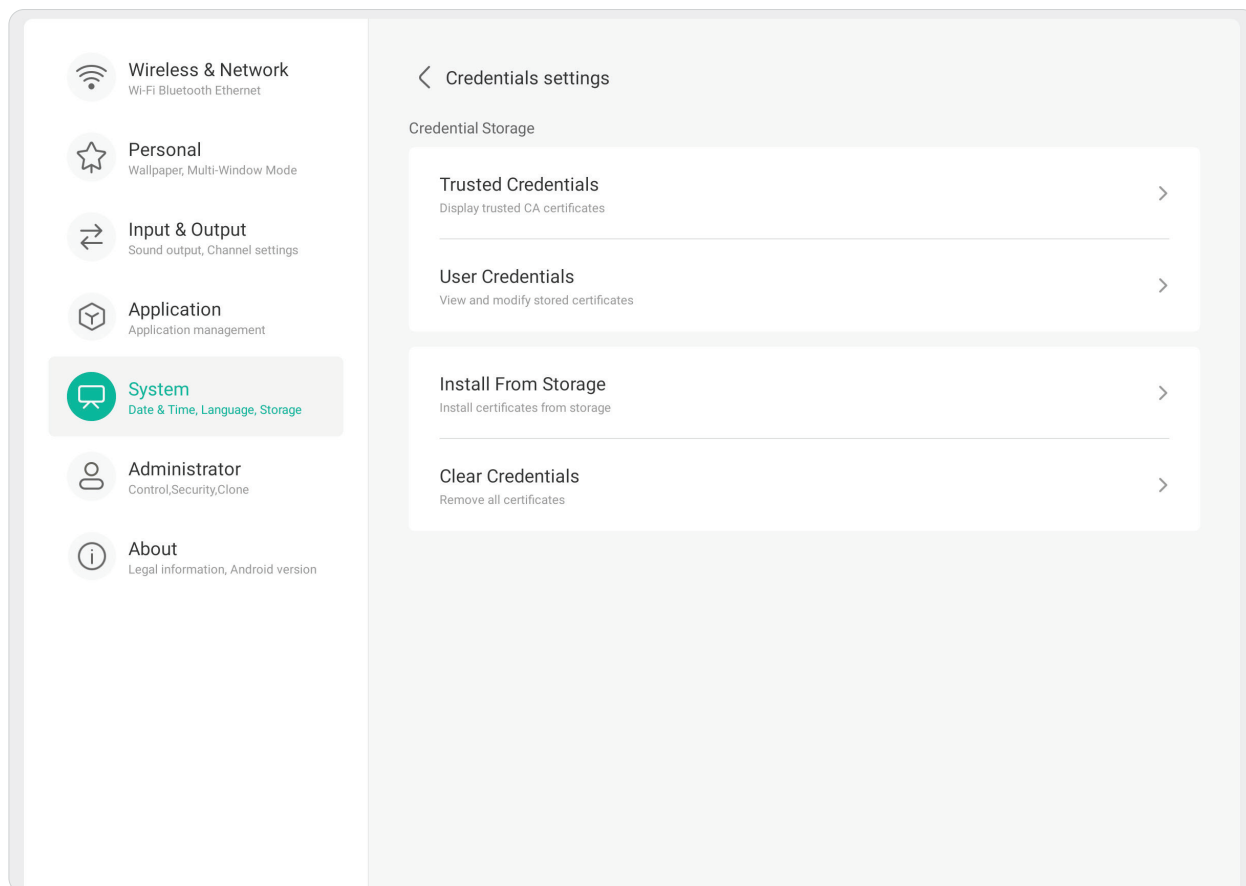 Wireless & Network
Wi-Fi Bluetooth Ethernet
Personal
Wallpaper, Multi-Window Mode
Input & Output
Sound output, Channel settings
Application
Application management
System
Date & Time, Language, Storage
Administrator
Control,Security,Clone
About
Legal information, Android version
Credentials settings
Credential Storage
Trusted Credentials
Display trusted CA certificates
User Credentials
View and modify stored certificates
Install From Storage
Install certificates from storage
Clear Credentials
Remove all certificates